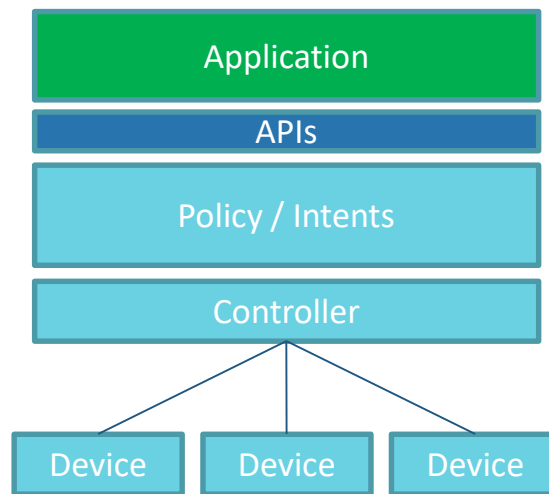 Application
APIs
Policy / Intents
Controller
Device
Device
Device